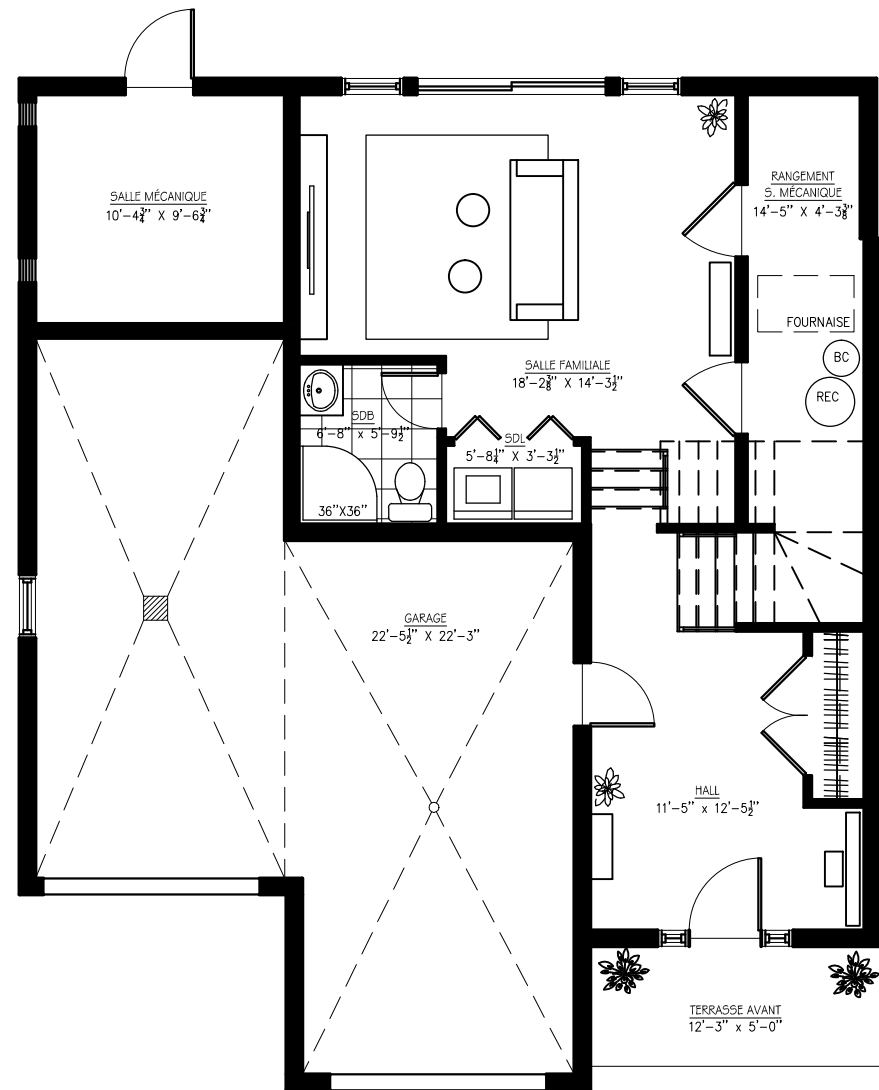 SALLE MÉCANIQUE
10'-4¾" X 9'-6¾"
RANGEMENT
S. MÉCANIQUE
14'-5" X 4'-3⅜"
FOURNAISE
BC
REC
SALLE FAMILIALE
18'-2⅜" X 14'-3½"
SDB
6'-8" x 5'-9½"
36"X36"
SDL
5'-8¼" X 3'-3½"
GARAGE
22'-5½" X 22'-3"
HALL
11'-5" x 12'-5½"
TERRASSE AVANT
12'-3" x 5'-0"